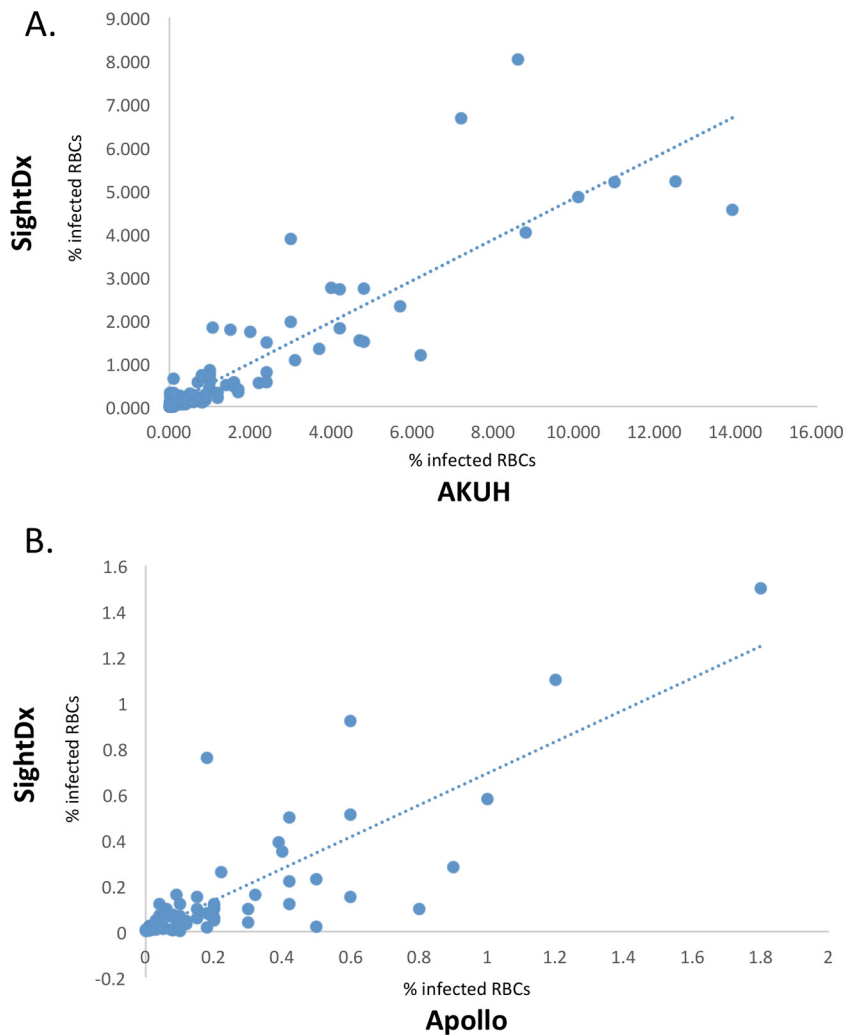 A.
9.000
8.000
7.000
6.000
5.000
4.000
3.000
2.000
1.000
0.000
SightDx
% infected RBCs
0.000 2.000 4.000 6.000 8.000 10.000 12.000 14.000 16.000
% infected RBCs
AKUH
B.
1.6
1.4
1.2
1
0.8
0.6
0.4
0.2
0
-0.2
SightDx
% infected RBCs
0 0.2 0.4 0.6 0.8 1 1.2 1.4 1.6 1.8 2
% infected RBCs
Apollo